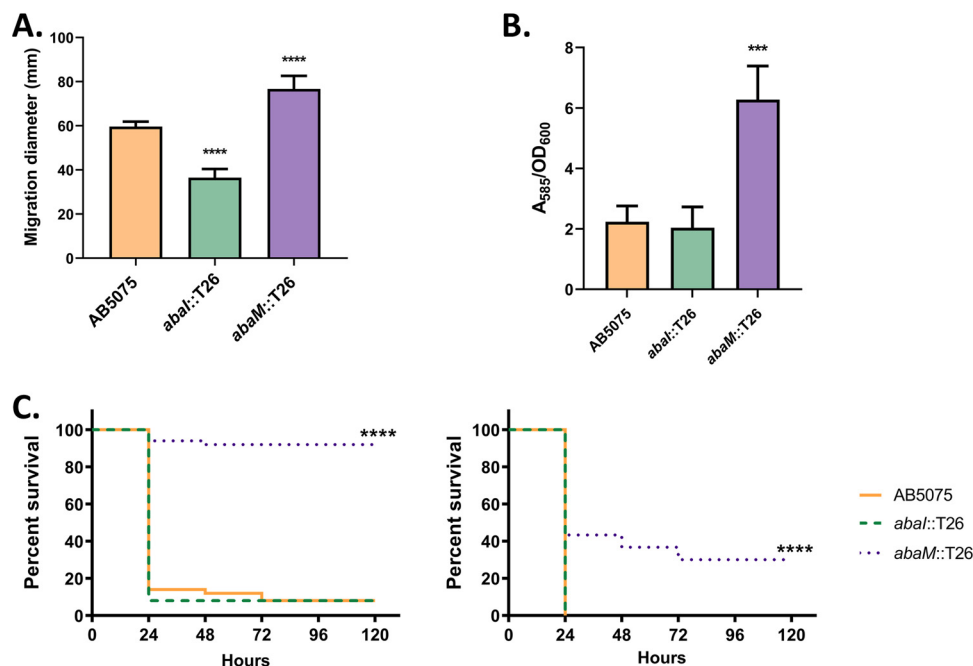 A.
Migration diameter (mm)
100
80
60
40
20
0
****
****
AB5075
abaI::T26
abaM::T26
B.
A585/OD600
8
6
4
2
0
***
AB5075
abaI::T26
abaM::T26
C.
Percent survival
100
80
60
40
20
0
****
0 24 48 72 96 120
Hours
Percent survival
100
80
60
40
20
0
****
0 24 48 72 96 120
Hours
AB5075
abaI::T26
abaM::T26